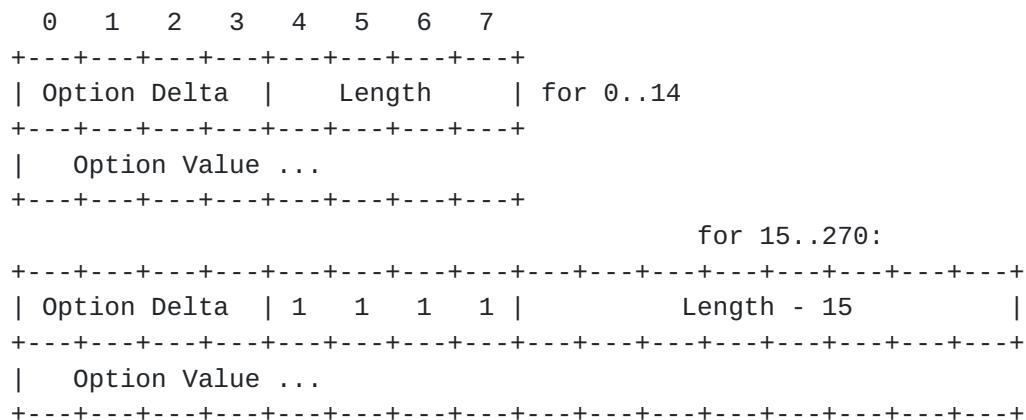 0   1   2   3   4   5   6   7
+---+---+---+---+---+---+---+---+
| Option Delta  |    Length     | for 0..14
+---+---+---+---+---+---+---+---+
|   Option Value ...
+---+---+---+---+---+---+---+---+
                                            for 15..270:
+---+---+---+---+---+---+---+---+---+---+---+---+---+---+---+---+
| Option Delta  | 1   1   1   1 |          Length - 15          |
+---+---+---+---+---+---+---+---+---+---+---+---+---+---+---+---+
|   Option Value ...
+---+---+---+---+---+---+---+---+---+---+---+---+---+---+---+---+